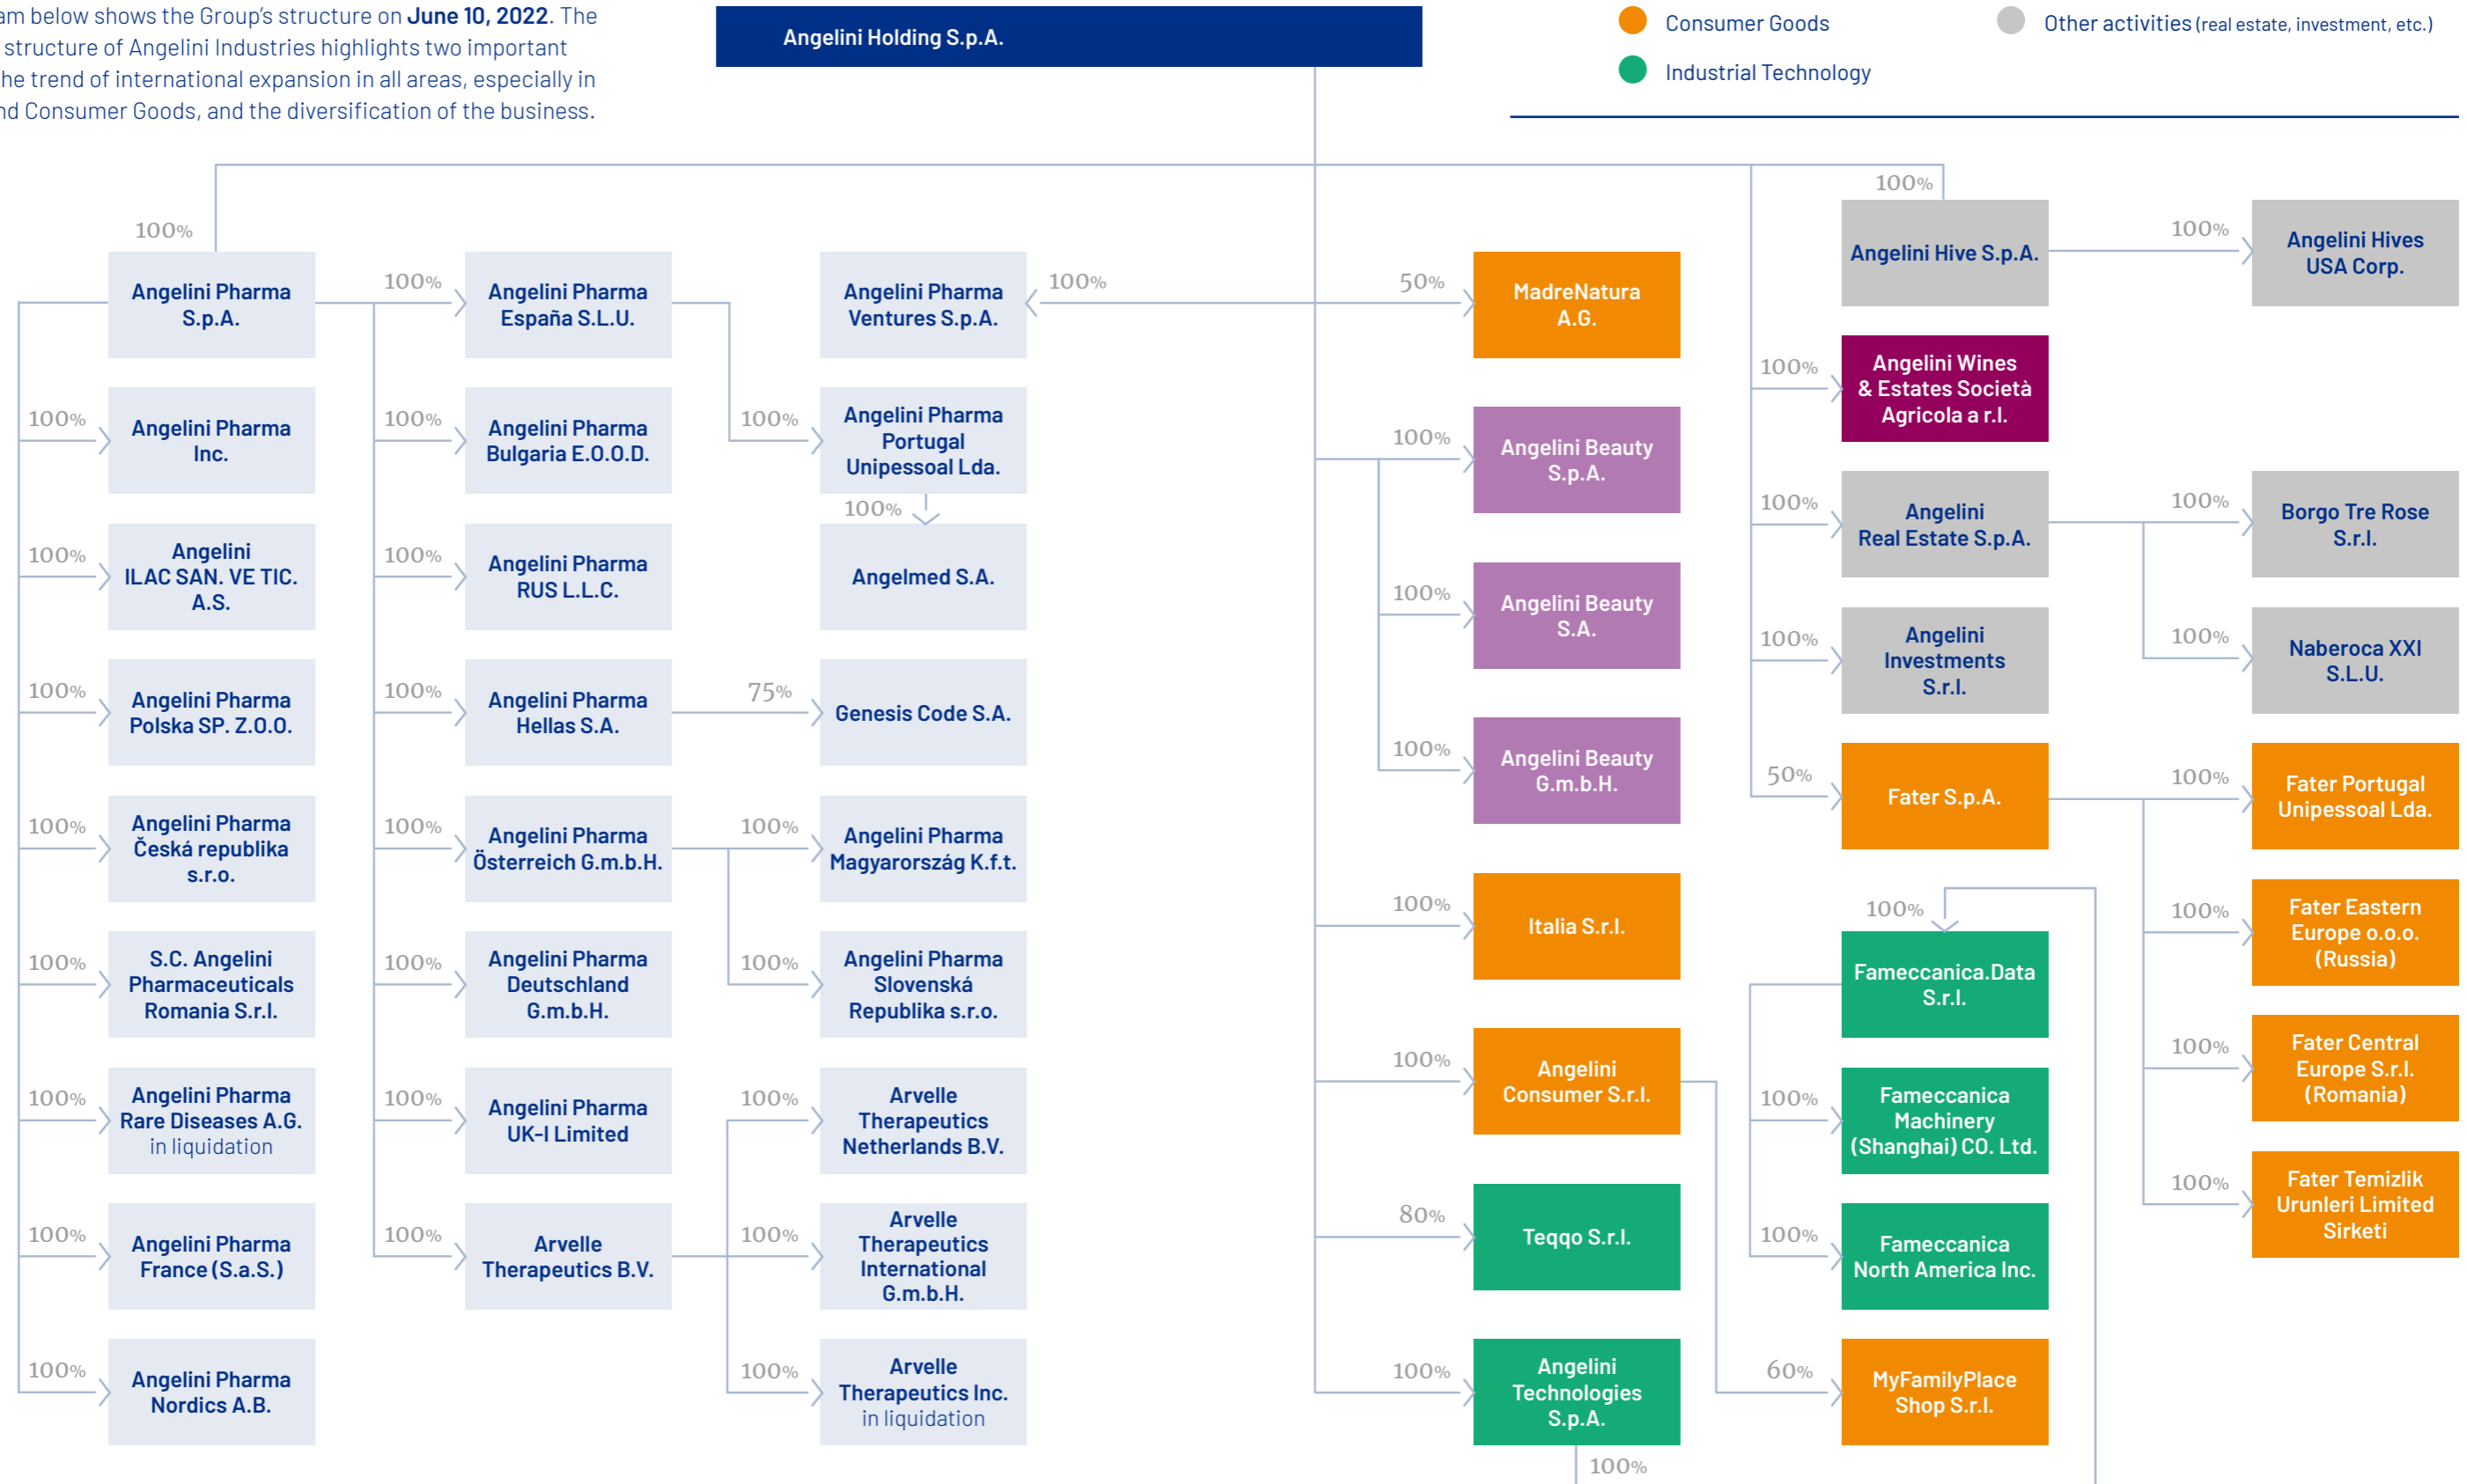 am below shows the Group's structure on June 10, 2022. The
structure of Angelini Industries highlights two important
he trend of international expansion in all areas, especially in
nd Consumer Goods, and the diversification of the business.
Angelini Holding S.p.A.
Consumer Goods
Other activities (real estate, investment, etc.)
Industrial Technology
100%
Angelini Pharma
S.p.A.
100%
Angelini Pharma
Inc.
100%
Angelini
ILAC SAN. VE TIC.
A.S.
100%
Angelini Pharma
Polska SP. Z.O.O.
100%
Angelini Pharma
Česká republika
s.r.o.
100%
S.C. Angelini
Pharmaceuticals
Romania S.r.l.
100%
Angelini Pharma
Rare Diseases A.G.
in liquidation
100%
Angelini Pharma
France (S.a.S.)
100%
Angelini Pharma
Nordics A.B.
100%
Angelini Pharma
España S.L.U.
100%
Angelini Pharma
Bulgaria E.O.O.D.
100%
Angelini Pharma
RUS L.L.C.
100%
Angelini Pharma
Hellas S.A.
100%
Angelini Pharma
Österreich G.m.b.H.
100%
Angelini Pharma
Deutschland
G.m.b.H.
100%
Angelini Pharma
UK-I Limited
100%
Arvelle
Therapeutics B.V.
Angelini Pharma
Ventures S.p.A.
100%
100%
Angelini Pharma
Portugal
Unipessoal Lda.
100%
Angelmed S.A.
75%
Genesis Code S.A.
100%
Angelini Pharma
Magyarország K.f.t.
100%
Angelini Pharma
Slovenská
Republika s.r.o.
100%
Arvelle
Therapeutics
Netherlands B.V.
100%
Arvelle
Therapeutics
International
G.m.b.H.
100%
Arvelle
Therapeutics Inc.
in liquidation
50%
MadreNatura
A.G.
100%
Angelini Beauty
S.p.A.
100%
Angelini Beauty
S.A.
100%
Angelini Beauty
G.m.b.H.
100%
Italia S.r.l.
100%
Angelini
Consumer S.r.l.
80%
Teqqo S.r.l.
100%
Angelini
Technologies
S.p.A.
100%
100%
Angelini Hive S.p.A.
100%
Angelini Wines
& Estates Società
Agricola a r.l.
100%
Angelini
Real Estate S.p.A.
100%
Angelini
Investments
S.r.l.
50%
Fater S.p.A.
100%
Fameccanica.Data
S.r.l.
100%
Fameccanica
Machinery
(Shanghai) CO. Ltd.
100%
Fameccanica
North America Inc.
60%
MyFamilyPlace
Shop S.r.l.
100%
Angelini Hives
USA Corp.
100%
Borgo Tre Rose
S.r.l.
100%
Naberoca XXI
S.L.U.
100%
Fater Portugal
Unipessoal Lda.
100%
Fater Eastern
Europe o.o.o.
(Russia)
100%
Fater Central
Europe S.r.l.
(Romania)
100%
Fater Temizlik
Urunleri Limited
Sirketi